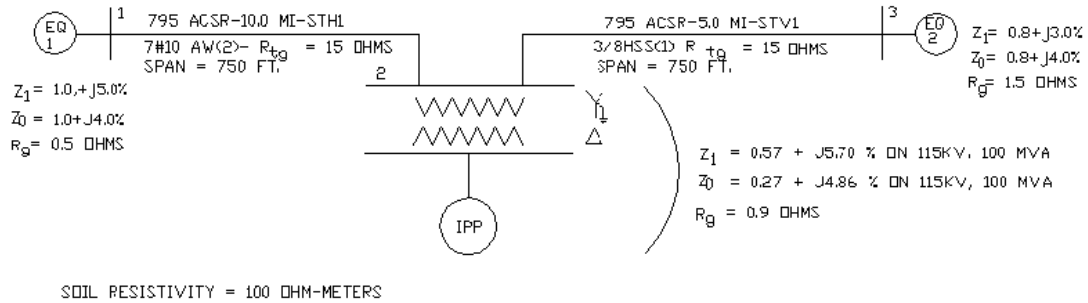 EQ
1
1
795 ACSR-10.0 MI-STH1
7#10 AW(2)- Rtg = 15 OHMS
SPAN = 750 FT.
2
Z1= 1.0,+J5.0%
Z0 = 1.0+J4.0%
Rg= 0.5 OHMS
795 ACSR-5.0 MI-STV1
3/8HSS(1) R tg = 15 OHMS
SPAN = 750 FT.
3
EQ
2
Z1= 0.8+J3.0%
Z0= 0.8+J4.0%
Rg= 1.5 OHMS
Y
Δ
Z1 = 0.57 + J5.70 % ON 115KV, 100 MVA
Z0 = 0.27 + J4.86 % ON 115KV, 100 MVA
Rg = 0.9 OHMS
IPP
SOIL RESISTIVITY = 100 OHM-METERS